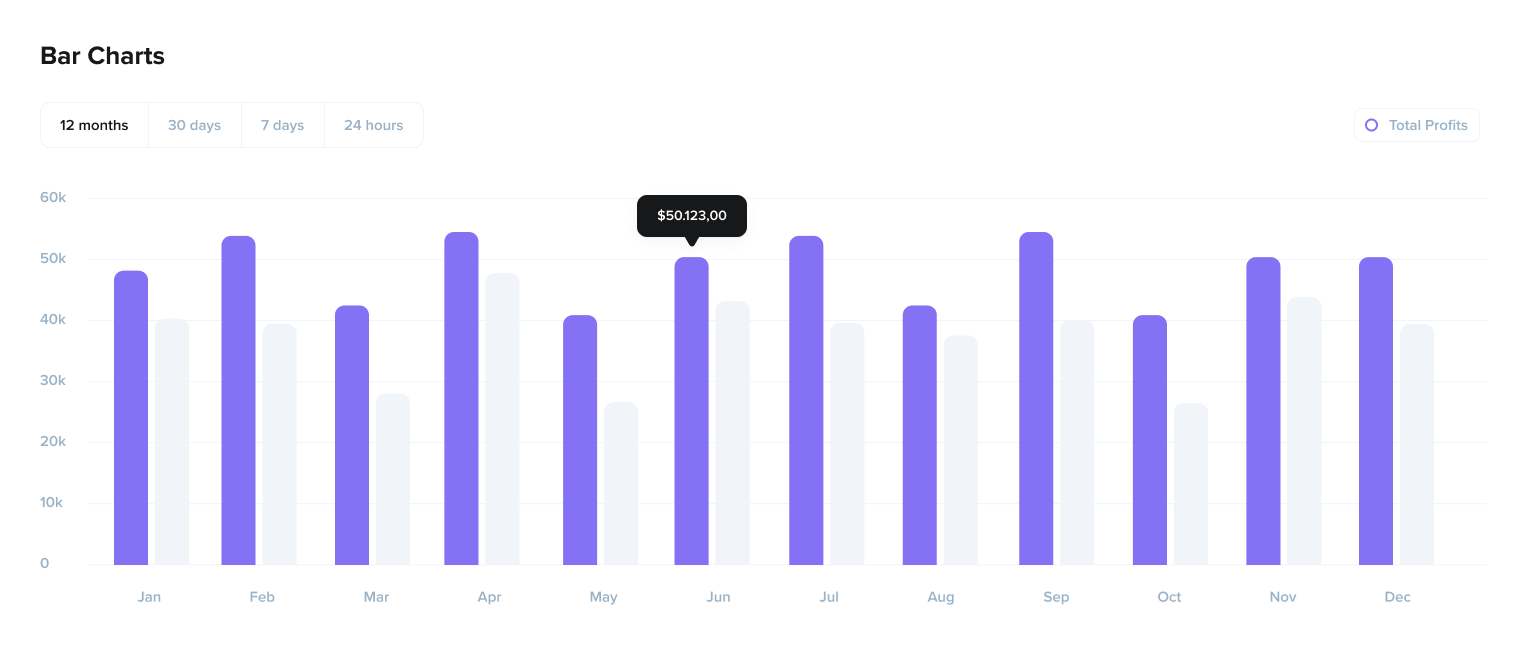 Bar Charts
12 months 30 days 7 days 24 hours
Total Profits
60k
$50.123,00
50k
40k
30k
20k
10k
0
Jan Feb Mar Apr May Jun Jul Aug Sep Oct Nov Dec